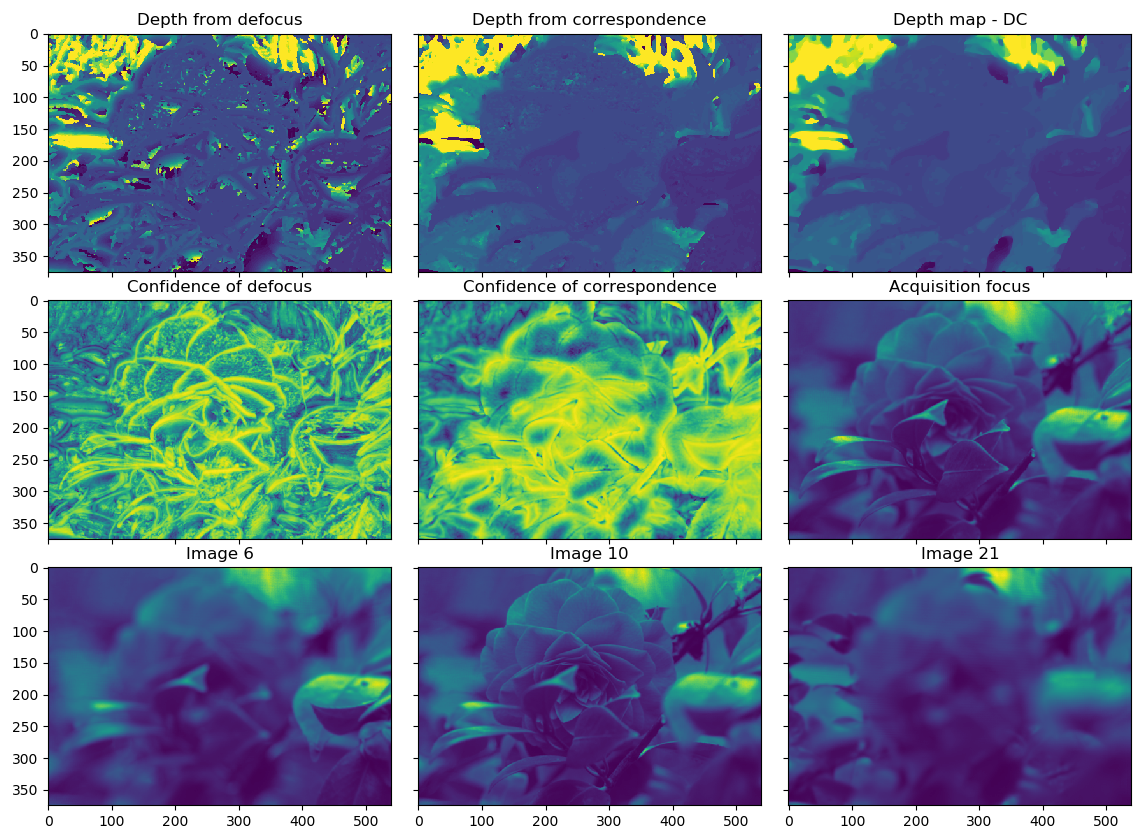 Depth from defocus
Depth from correspondence
Depth map - DC
0
50
100
150
200
250
300
350
Confidence of defocus
Confidence of correspondence
Acquisition focus
0
50
100
150
200
250
300
350
Image 6
Image 10
Image 21
0
50
100
150
200
250
300
350
0 100 200 300 400 500
0 100 200 300 400 500
0 100 200 300 400 500